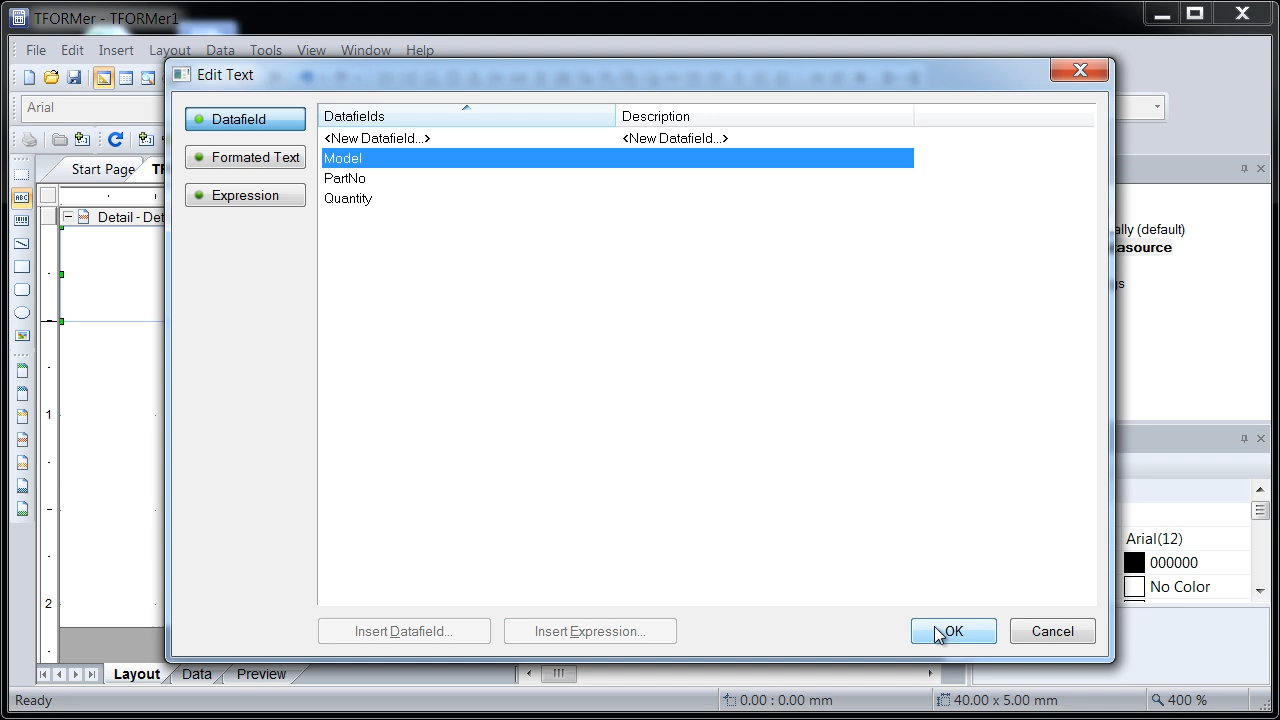 TFORMer - TFORMer1
File Edit Insert Layout Data Tools View Window Help
Edit Text
Arial
Datafield
Formated Text
Expression
Datafields Description
<New Datafield...> <New Datafield...>
Model
PartNo
Quantity
Start Page TF
ABC
Detail - Det
ally (default)
asource
gs
1
2
Arial(12)
000000
No Color
Insert Datafield... Insert Expression... OK Cancel
Layout Data Preview
Ready 0.00 : 0.00 mm 40.00 x 5.00 mm 400 %